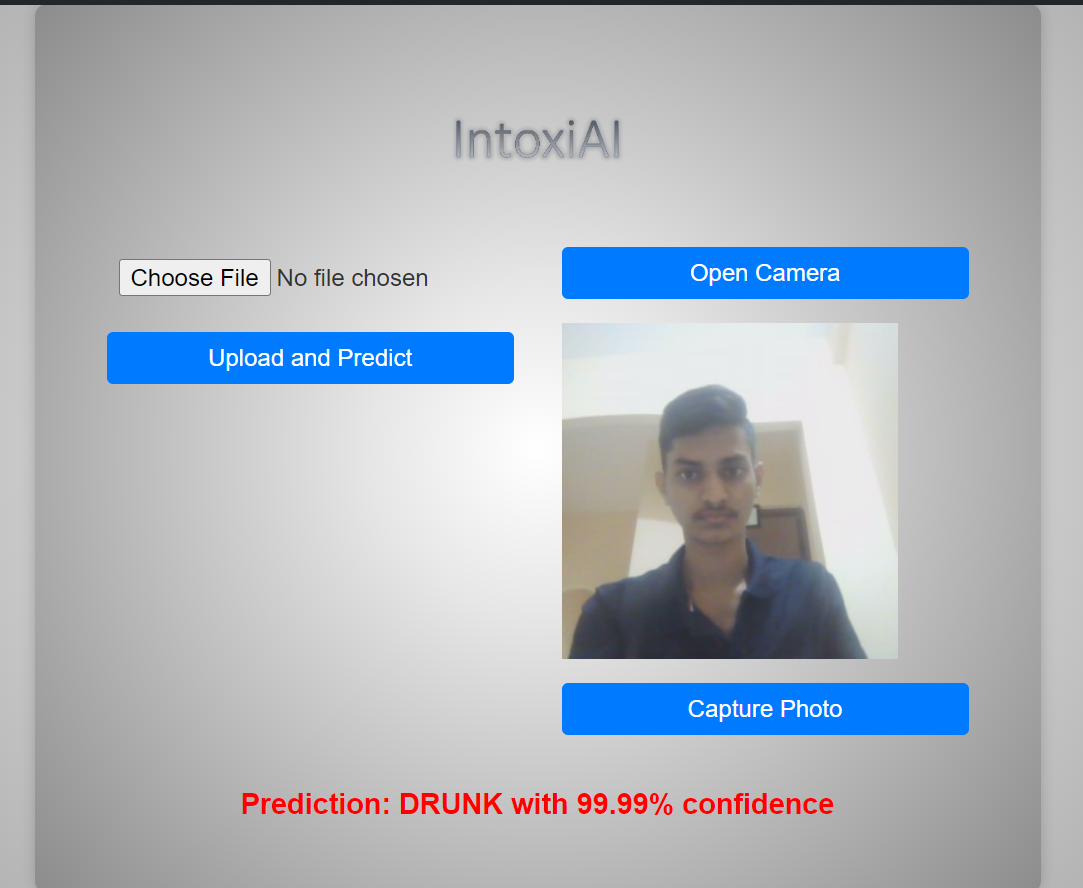 IntoxiAI
Choose File No file chosen
Upload and Predict
Open Camera
Capture Photo
Prediction: DRUNK with 99.99% confidence